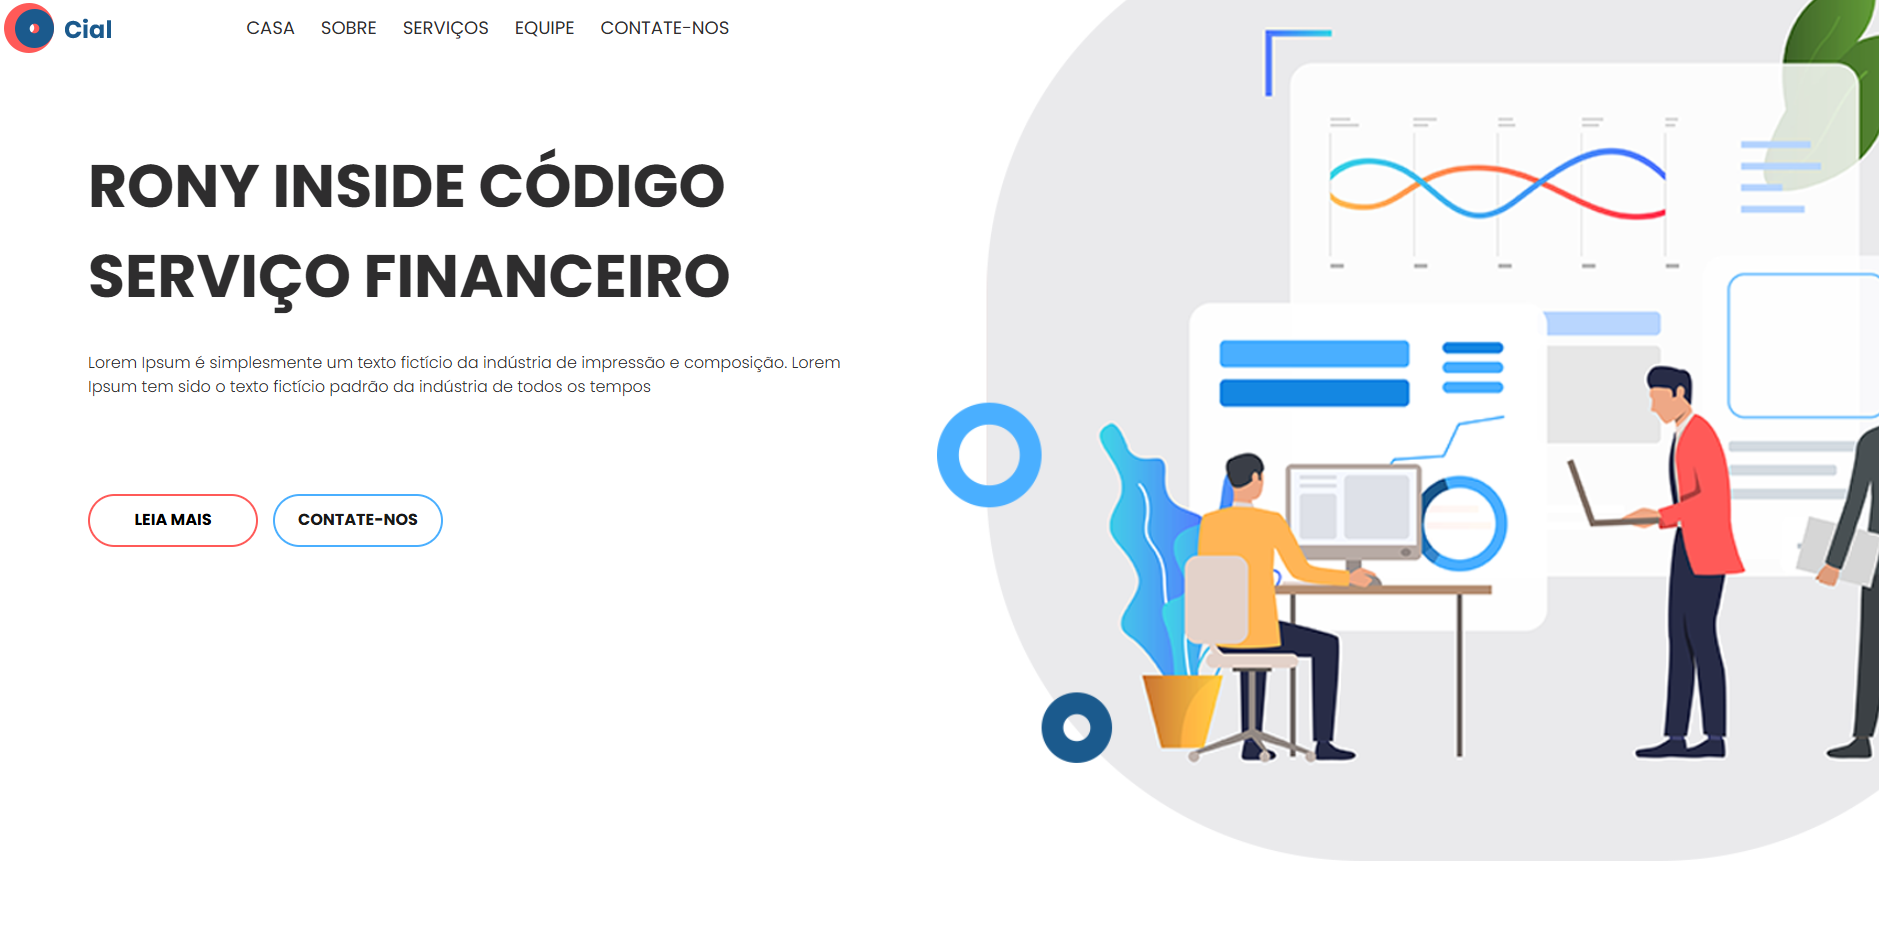 Cial
CASA SOBRE SERVIÇOS EQUIPE CONTATE-NOS
RONY INSIDE CÓDIGO
SERVIÇO FINANCEIRO
Lorem Ipsum é simplesmente um texto fictício da indústria de impressão e composição. Lorem
Ipsum tem sido o texto fictício padrão da indústria de todos os tempos
LEIA MAIS CONTATE-NOS